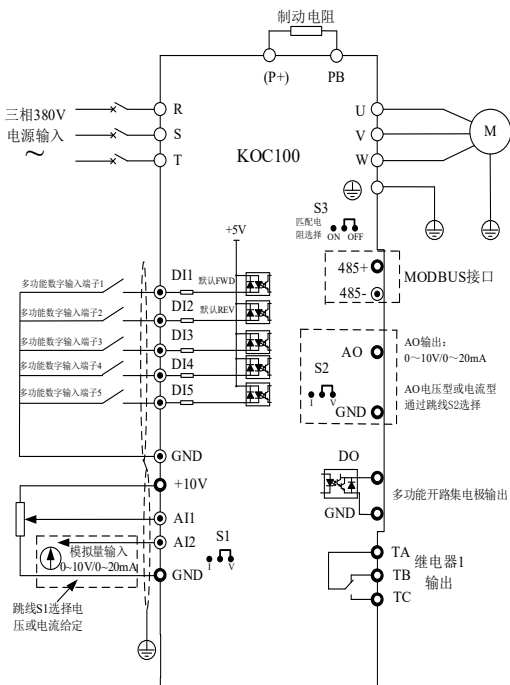 制动电阻
(P+)
PB
三相380V
电源输入
~
R
S
T
KOC100
U
V
W
M
S3
匹配电
阻选择
ON
OFF
+5V
485+
485-
MODBUS接口
多功能数字输入端子1
DI1
默认FWD
多功能数字输入端子2
DI2
默认REV
多功能数字输入端子3
DI3
多功能数字输入端子4
DI4
多功能数字输入端子5
DI5
GND
AO
S2
I
V
GND
AO输出:
0~10V/0~20mA
AO电压型或电流型
通过跳线S2选择
DO
GND
多功能开路集电极输出
+10V
AI1
AI2
GND
S1
I
V
模拟量输入
0~10V/0~20mA
跳线S1选择电
压或电流给定
TA
TB
TC
继电器1
输出